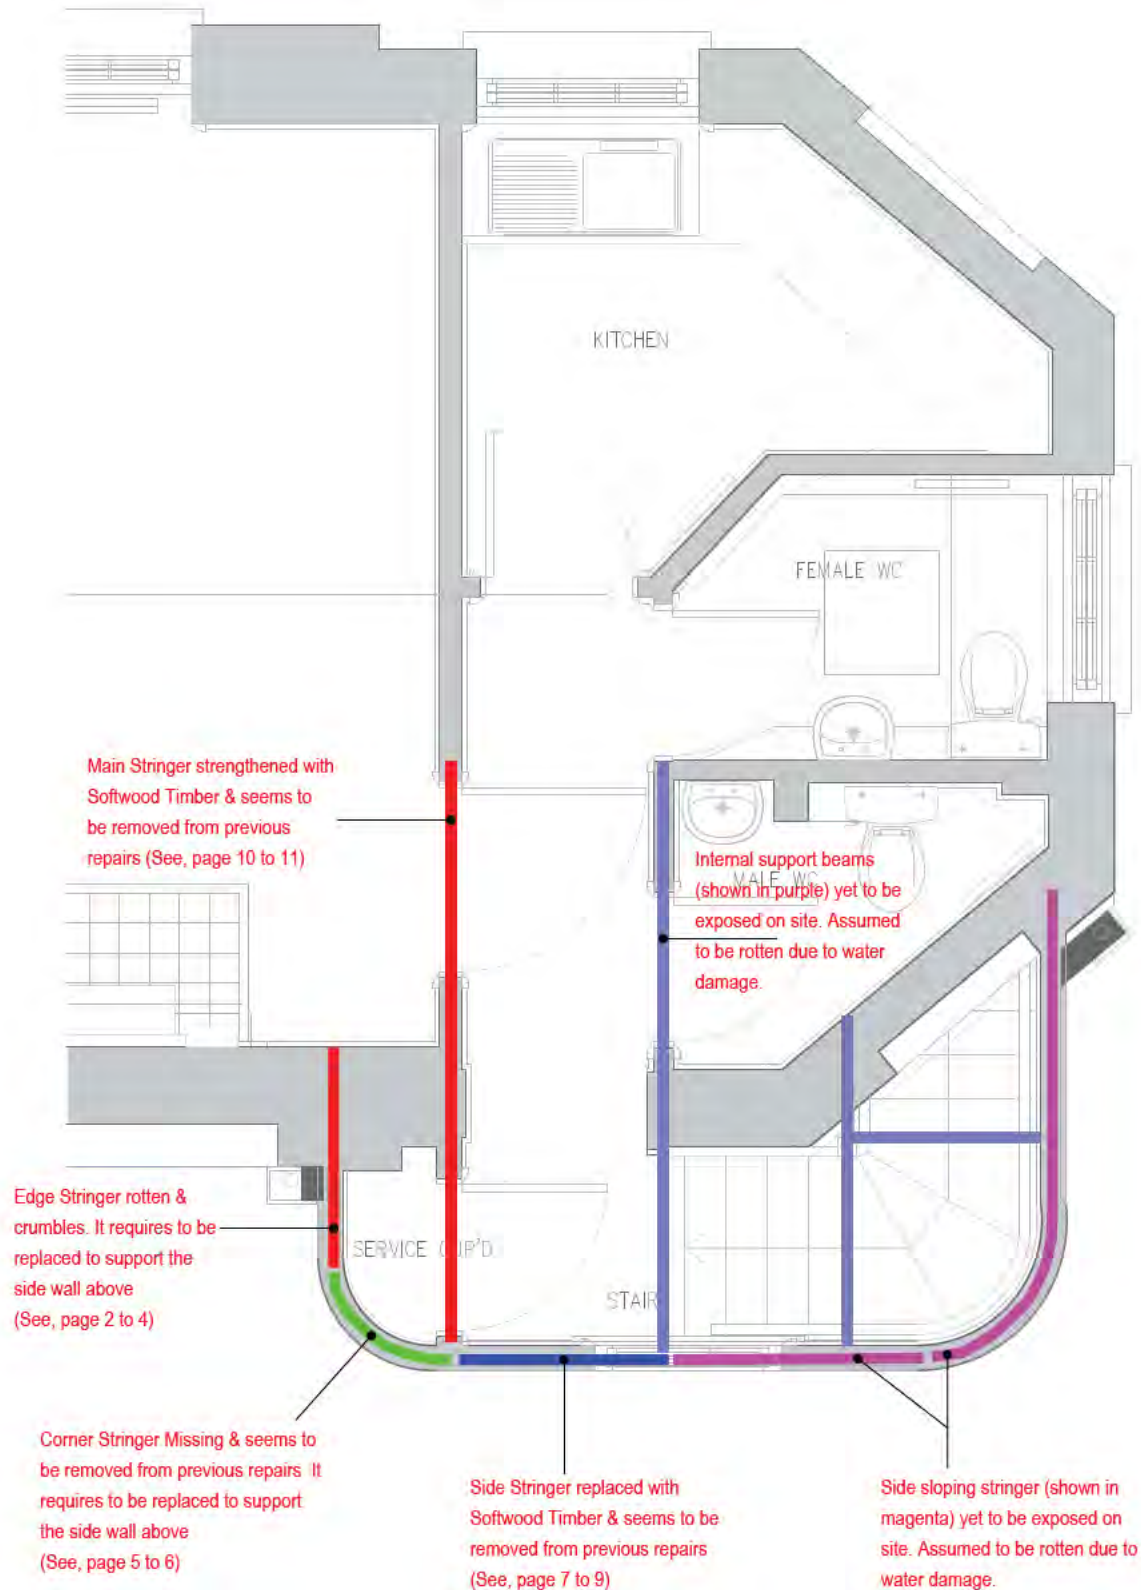 KITCHEN
FEMALE WC
Main Stringer strengthened with
Softwood Timber & seems to
be removed from previous
repairs (See, page 10 to 11)
MALE WC
Internal support beams
(shown in purple) yet to be
exposed on site. Assumed
to be rotten due to water
damage.
Edge Stringer rotten &
crumbles. It requires to be
replaced to support the
side wall above
(See, page 2 to 4)
SERVICE CUP'D
STAIR
Corner Stringer Missing & seems to
be removed from previous repairs It
requires to be replaced to support
the side wall above
(See, page 5 to 6)
Side Stringer replaced with
Softwood Timber & seems to be
removed from previous repairs
(See, page 7 to 9)
Side sloping stringer (shown in
magenta) yet to be exposed on
site. Assumed to be rotten due to
water damage.